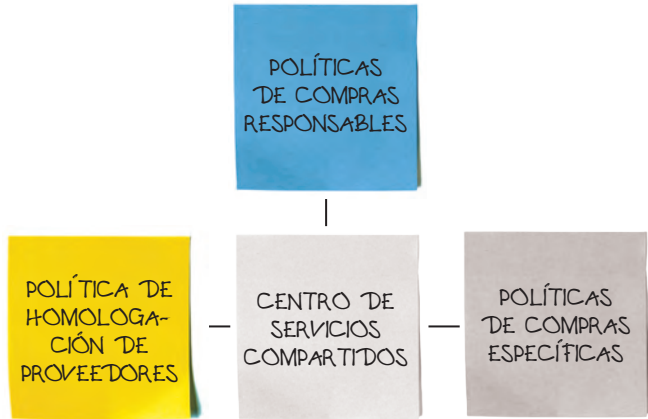 POLÍTICAS
DE COMPRAS
RESPONSABLES
POLÍTICA DE
HOMOLOGA-
CIÓN DE
PROVEEDORES
CENTRO DE
SERVICIOS
COMPARTIDOS
POLÍTICAS
DE COMPRAS
ESPECÍFICAS